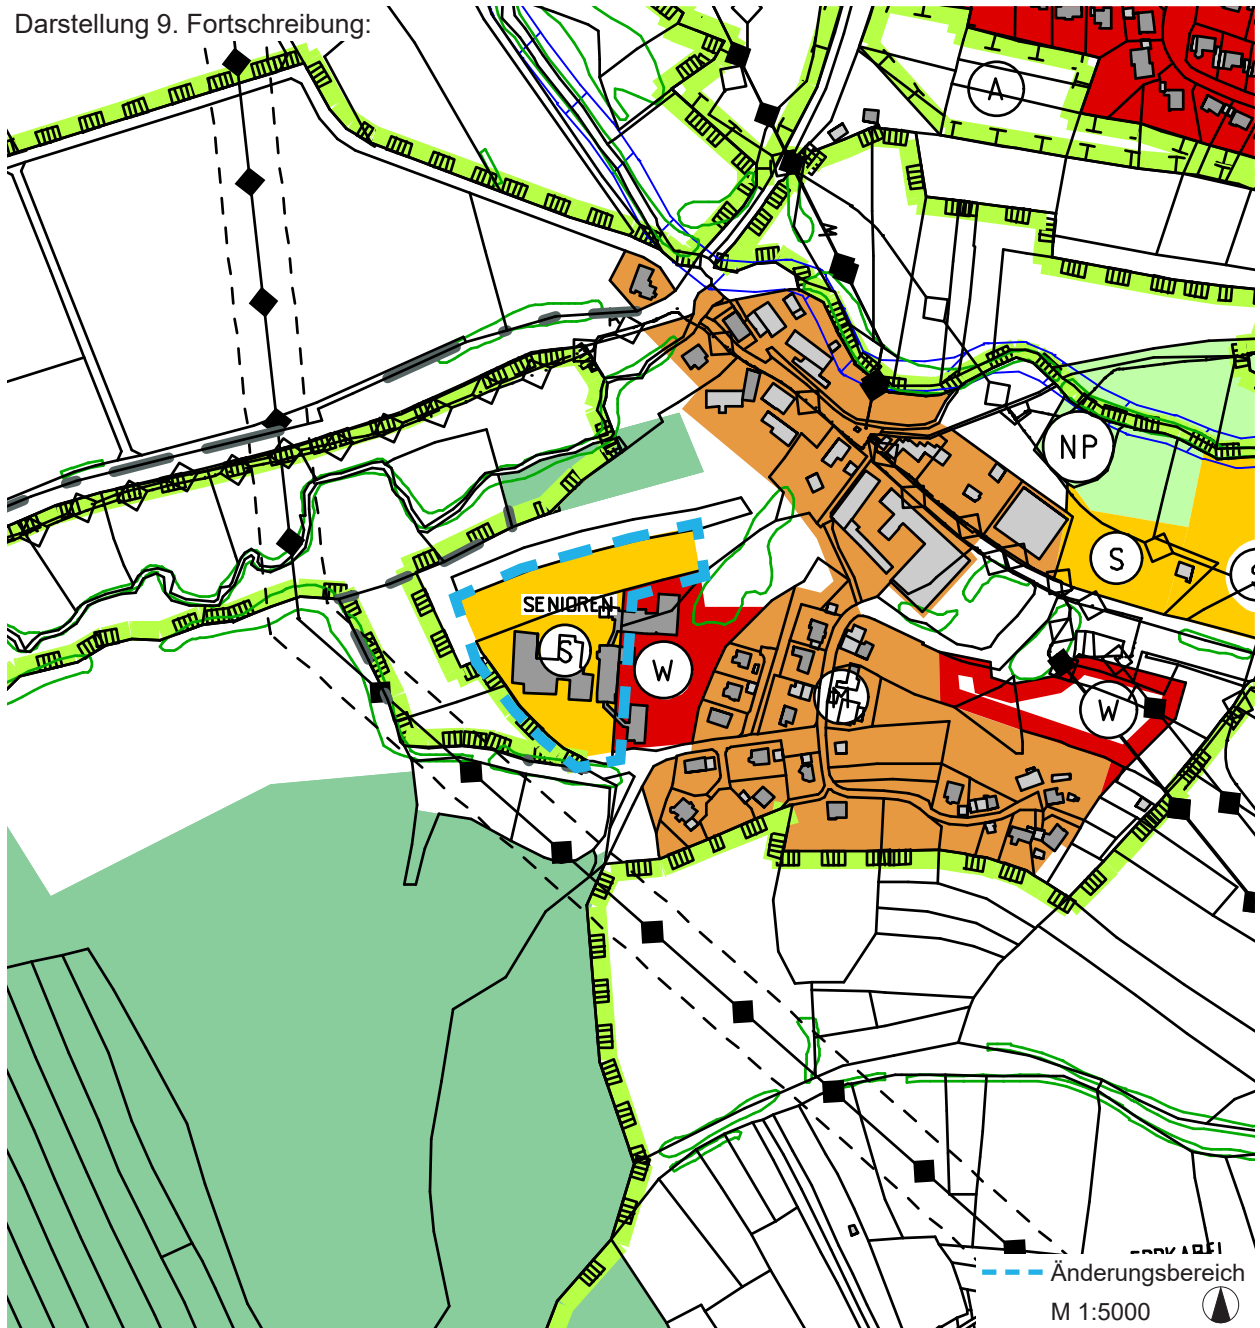 Darstellung 9. Fortschreibung:
A
NP
S
SENIOREN
S
W
M
W
Änderungsbereich
M 1:5000